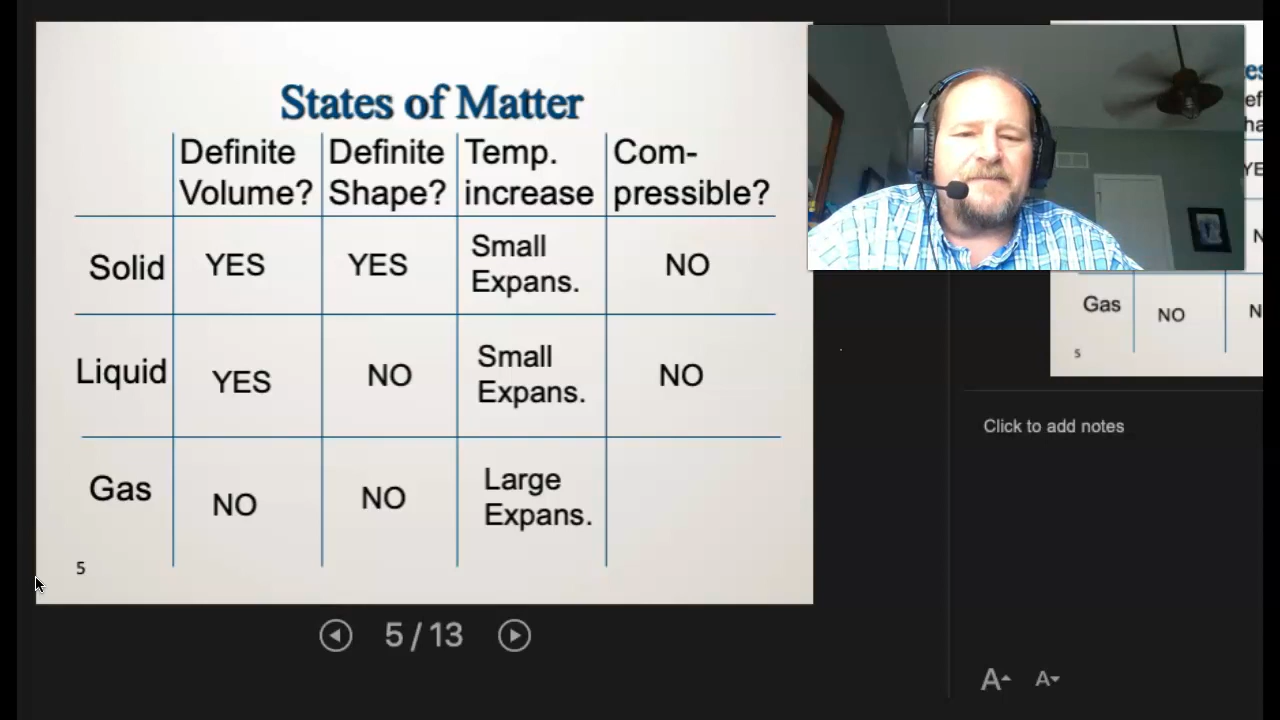 States of Matter
Definite Definite Temp. Com-
Volume? Shape? increase pressible?
Solid YES YES Small Expans. NO
Liquid YES NO Small Expans. NO
Gas NO NO Large Expans.
5
5 / 13
Gas NO
5
Click to add notes
A A